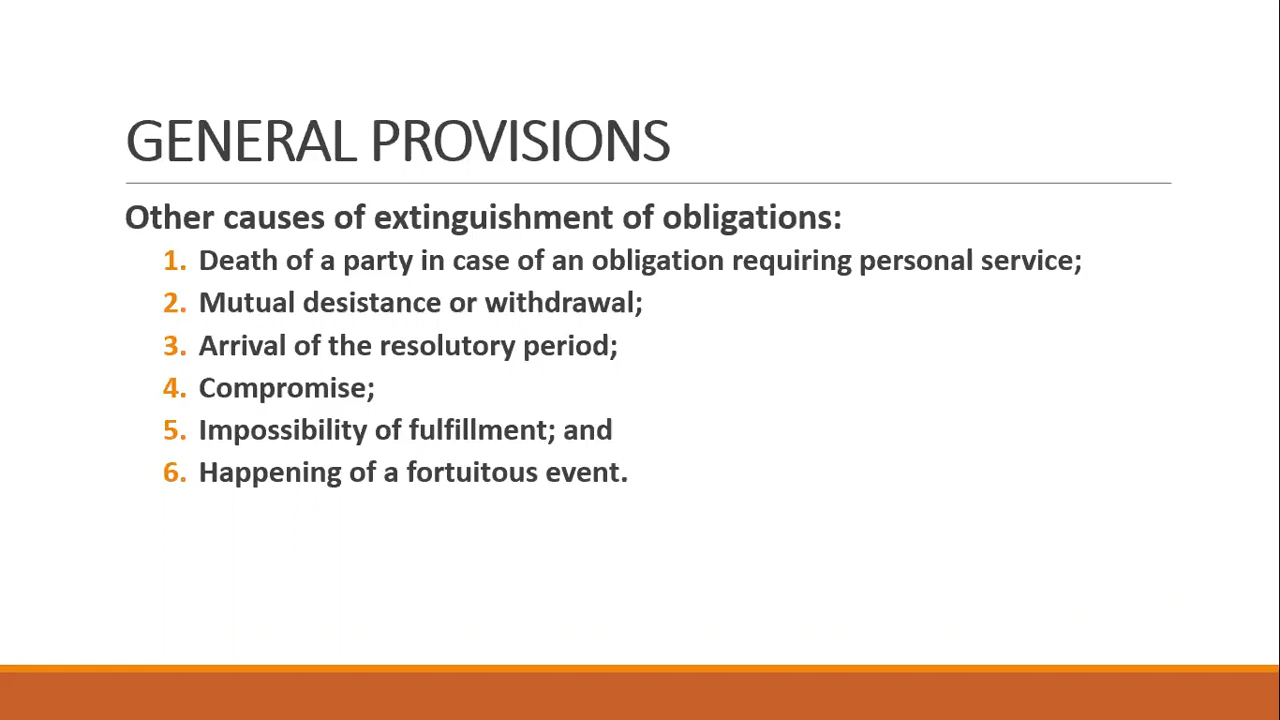 GENERAL PROVISIONS
Other causes of extinguishment of obligations:
1. Death of a party in case of an obligation requiring personal service;
2. Mutual desistance or withdrawal;
3. Arrival of the resolutory period;
4. Compromise;
5. Impossibility of fulfillment; and
6. Happening of a fortuitous event.